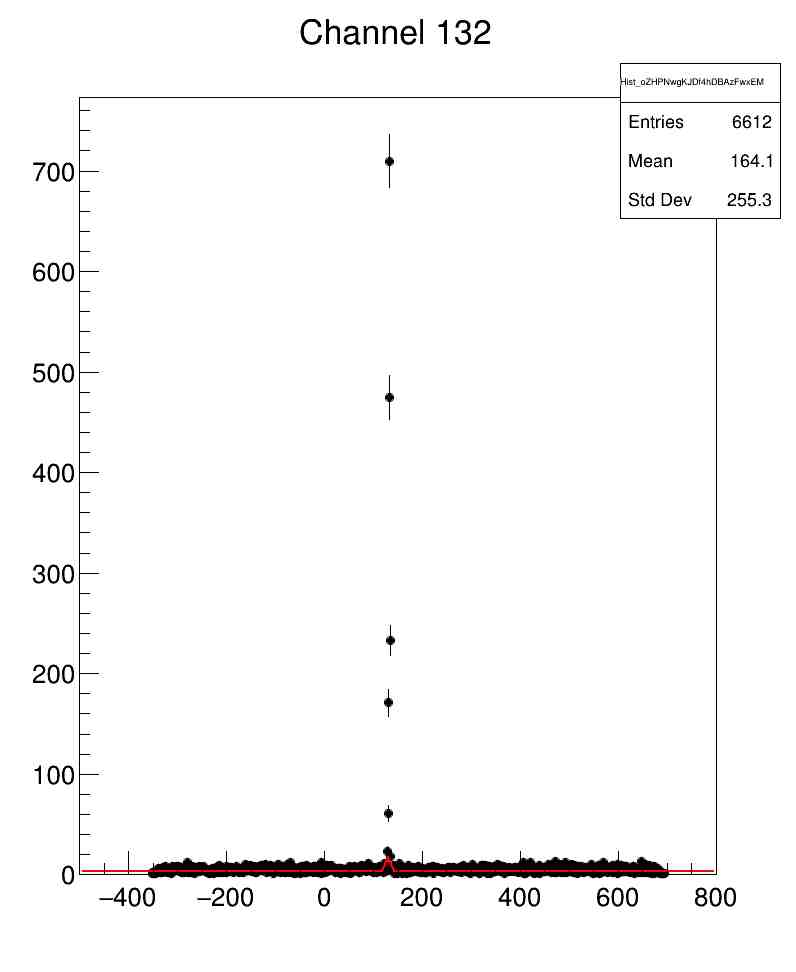 Channel 132
Hist_oZHPNwgKJDf4hDBAzFwxEM
Entries 6612
Mean 164.1
Std Dev 255.3
700
600
500
400
300
200
100
0
−400 −200 0 200 400 600 800